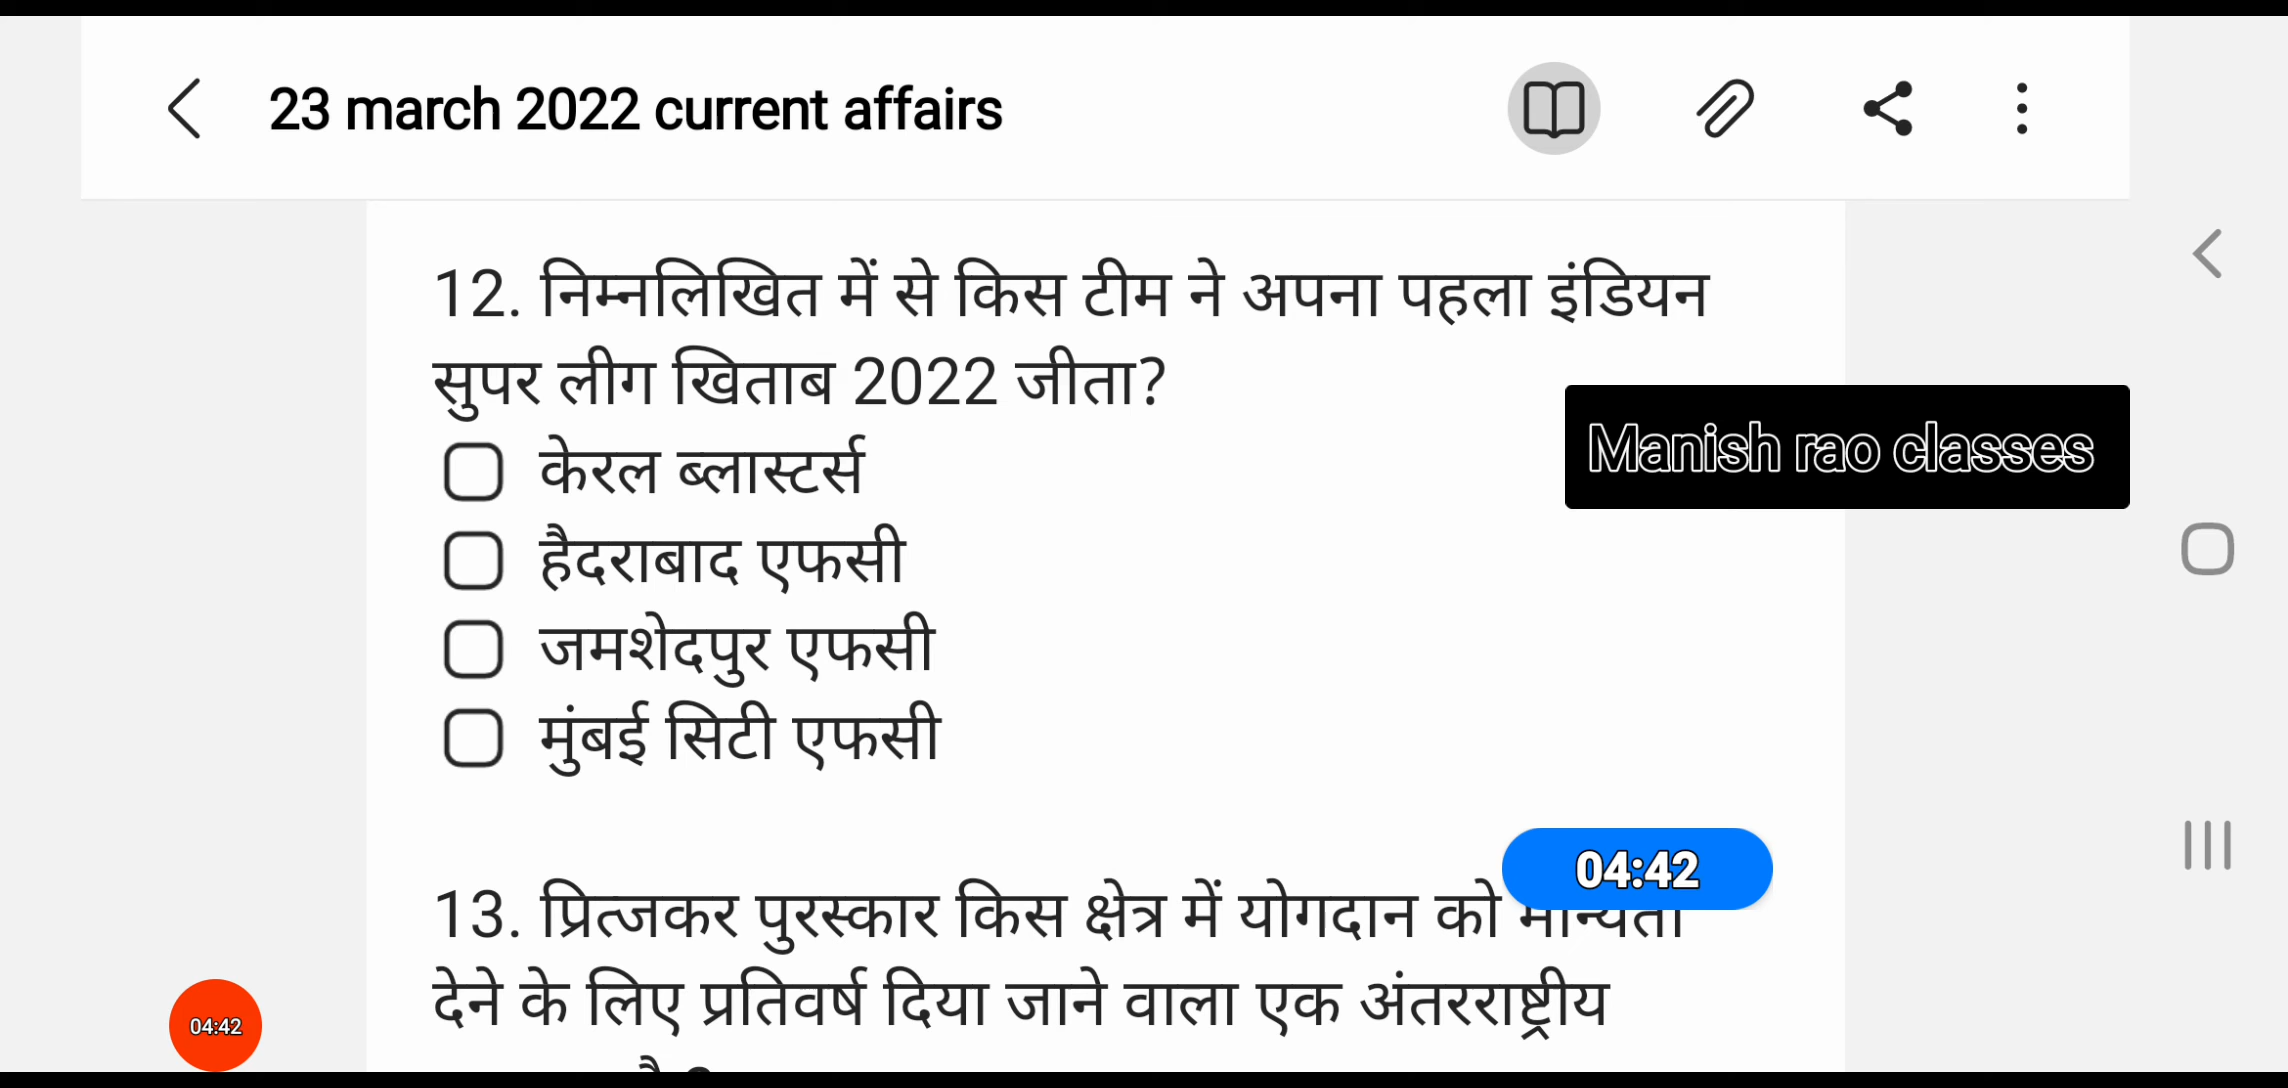 23 march 2022 current affairs
12. निम्नलिखित में से किस टीम ने अपना पहला इंडियन
सुपर लीग खिताब 2022 जीता?
Manish rao classes
केरल ब्लास्टर्स
हैदराबाद एफसी
जमशेदपुर एफसी
मुंबई सिटी एफसी
04:42
13. प्रित्जकर पुरस्कार किस क्षेत्र में योगदान को मान्यता
देने के लिए प्रतिवर्ष दिया जाने वाला एक अंतरराष्ट्रीय
04:42